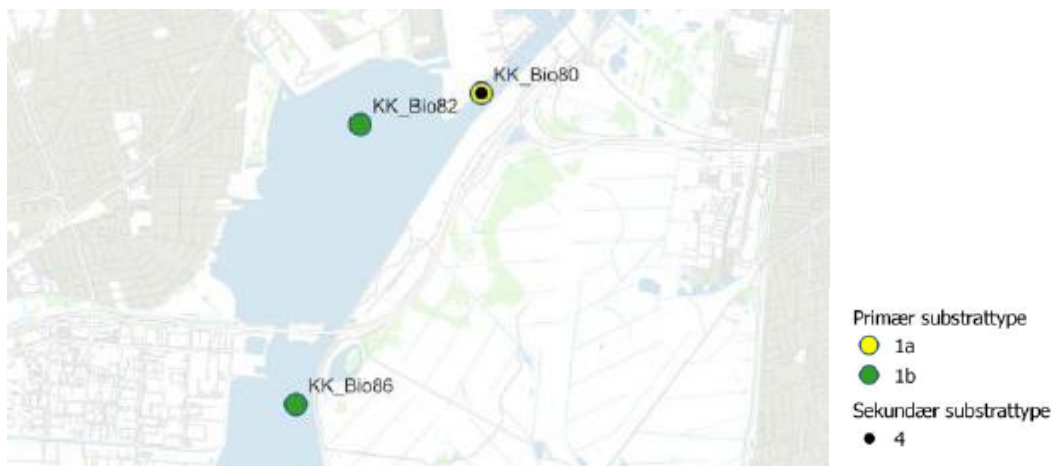 KK_Bio80
KK_Bio82
KK_Bio86
Primær substrattype
1a
1b
Sekundær substrattype
4